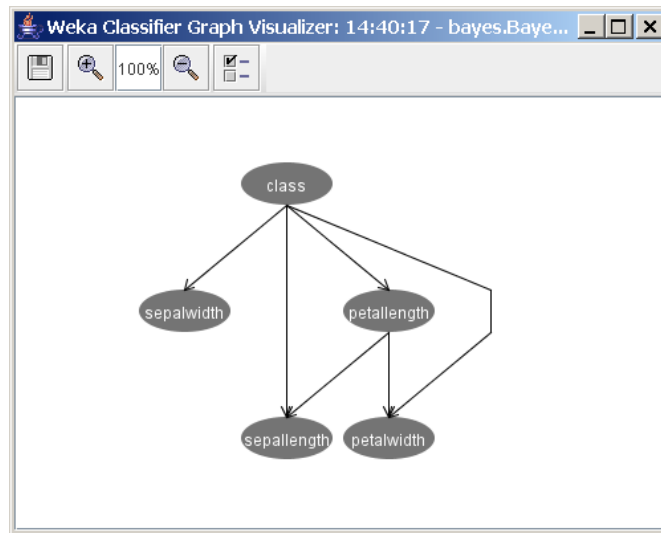 Weka Classifier Graph Visualizer: 14:40:17 - bayes.Baye...
100%
class
sepalwidth petallength
sepallength petalwidth